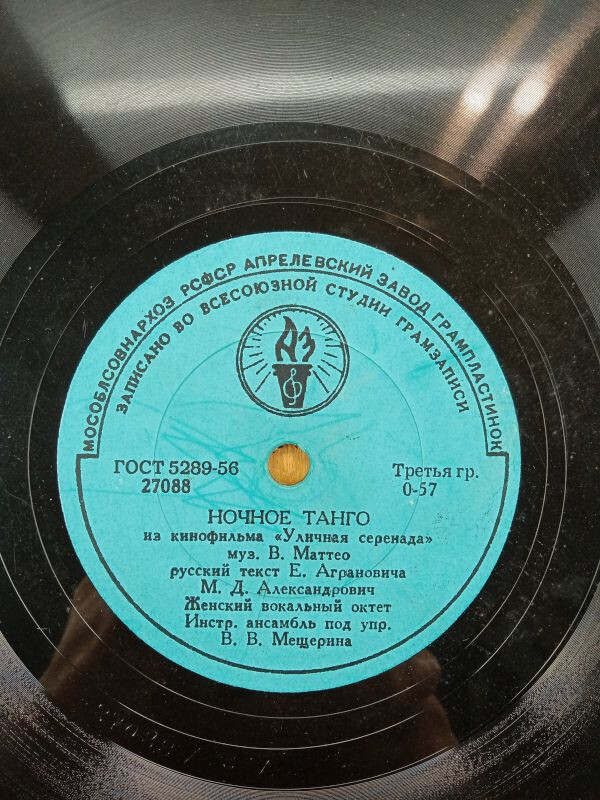 МОСОБЛСОВНАРХОЗ РСФСР АПРЕЛЕВСКИЙ ЗАВОД ГРАМПЛАСТИНОК
ЗАПИСАНО ВО ВСЕСОЮЗНОЙ СТУДИИ ГРАМЗАПИСИ
АЗ
ГОСТ 5289-56
27088
Третья гр.
0-57
НОЧНОЕ ТАНГО
из кинофильма «Уличная серенада»
муз. В. Маттео
русский текст Е. Аграновича
М. Д. Александрович
Женский вокальный октет
Инстр. ансамбль под упр.
В. В. Мещерина